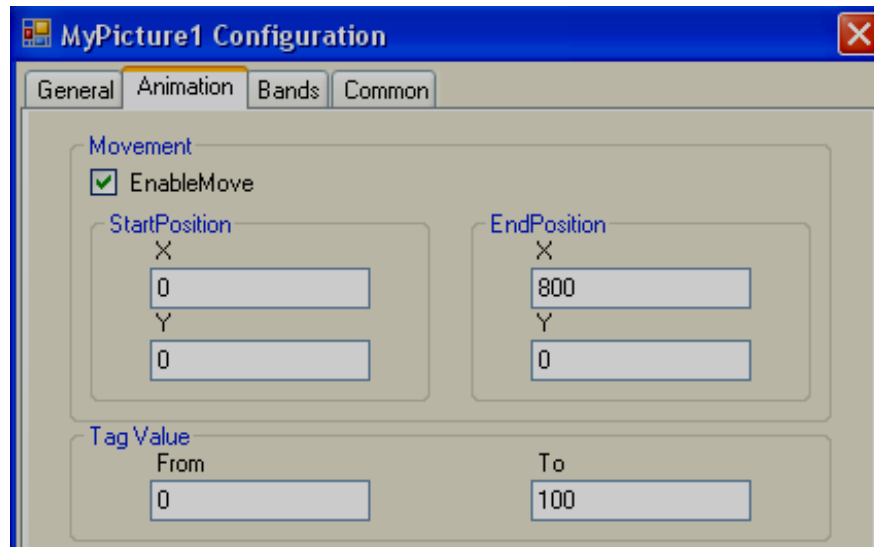 MyPicture1 Configuration
General Animation Bands Common
Movement
EnableMove
StartPosition EndPosition
X X
0 800
Y Y
0 0
Tag Value
From To
0 100